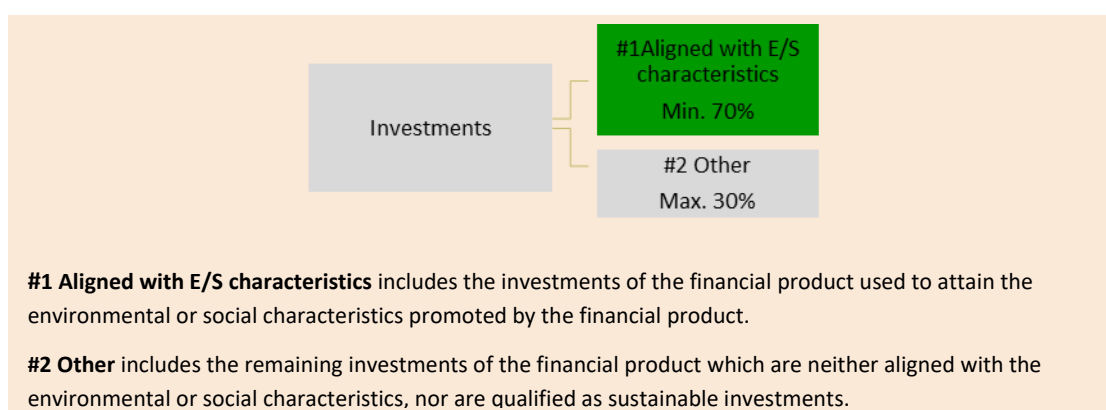 #1Aligned with E/S
characteristics
Min. 70%
Investments
#2 Other
Max. 30%
#1 Aligned with E/S characteristics includes the investments of the financial product used to attain the
environmental or social characteristics promoted by the financial product.
#2 Other includes the remaining investments of the financial product which are neither aligned with the
environmental or social characteristics, nor are qualified as sustainable investments.